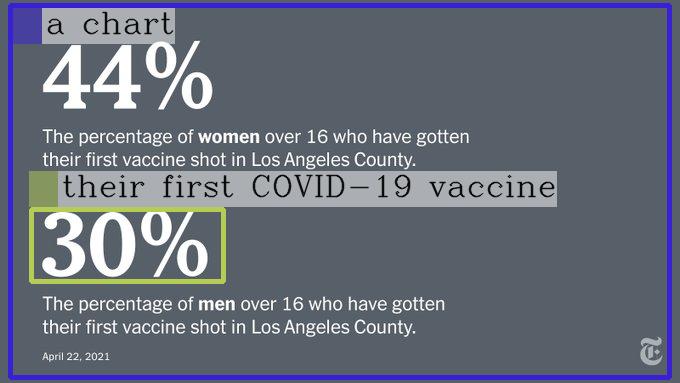 a chart
44%
The percentage of women over 16 who have gotten
their first vaccine shot in Los Angeles County.
their first COVID-19 vaccine
30%
The percentage of men over 16 who have gotten
their first vaccine shot in Los Angeles County.
April 22, 2021
T